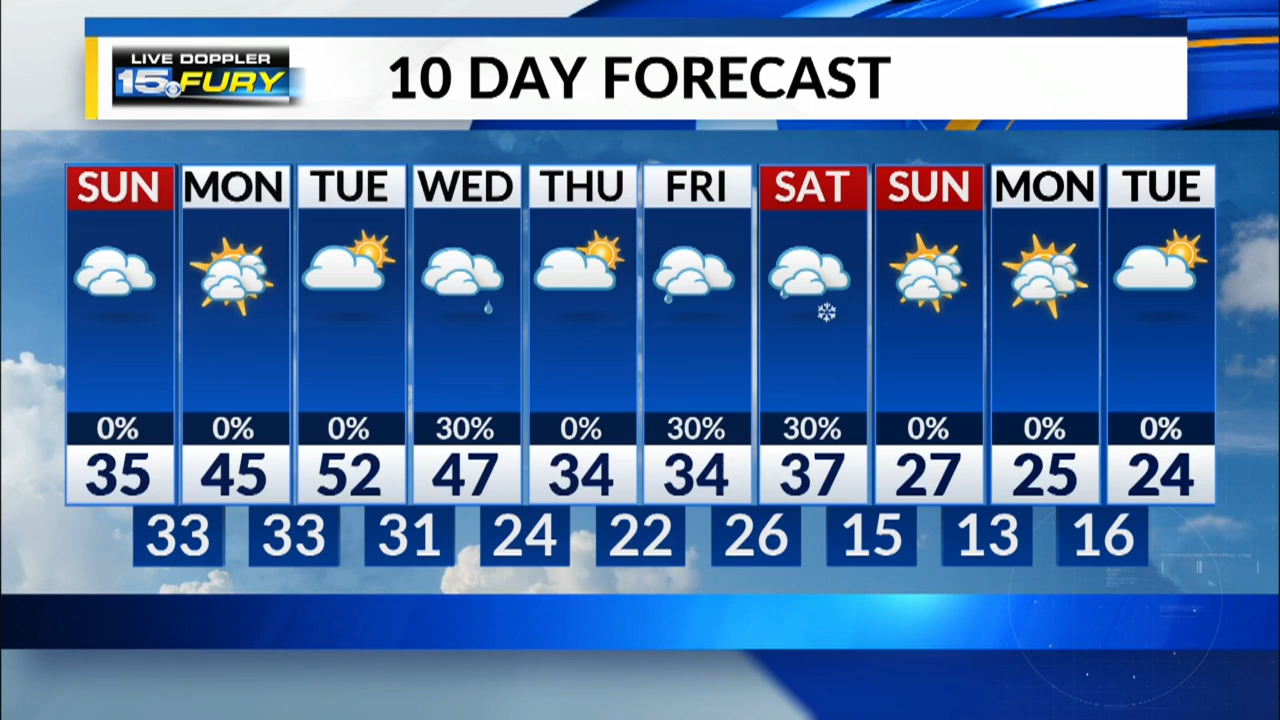 LIVE DOPPLER
15 FURY
10 DAY FORECAST
SUN MON TUE WED THU FRI SAT SUN MON TUE
0% 0% 0% 30% 0% 30% 30% 0% 0% 0%
35 45 52 47 34 34 37 27 25 24
33 33 31 24 22 26 15 13 16